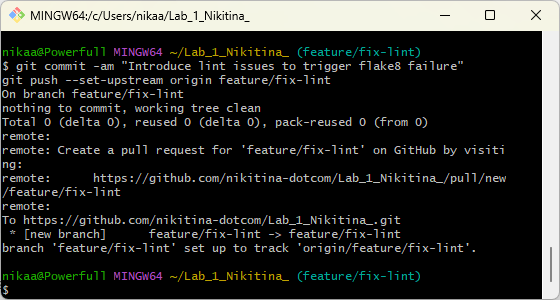 MINGW64:/c/Users/nikaa/Lab_1_Nikitina_
nikaa@Powerfull MINGW64 ~/Lab_1_Nikitina_ (feature/fix-lint)
$ git commit -am "Introduce lint issues to trigger flake8 failure"
git push --set-upstream origin feature/fix-lint
On branch feature/fix-lint
nothing to commit, working tree clean
Total 0 (delta 0), reused 0 (delta 0), pack-reused 0 (from 0)
remote:
remote: Create a pull request for 'feature/fix-lint' on GitHub by visiti
ng:
remote:      https://github.com/nikitina-dotcom/Lab_1_Nikitina_/pull/new
/feature/fix-lint
remote:
To https://github.com/nikitina-dotcom/Lab_1_Nikitina_.git
 * [new branch]      feature/fix-lint -> feature/fix-lint
branch 'feature/fix-lint' set up to track 'origin/feature/fix-lint'.
nikaa@Powerfull MINGW64 ~/Lab_1_Nikitina_ (feature/fix-lint)
$